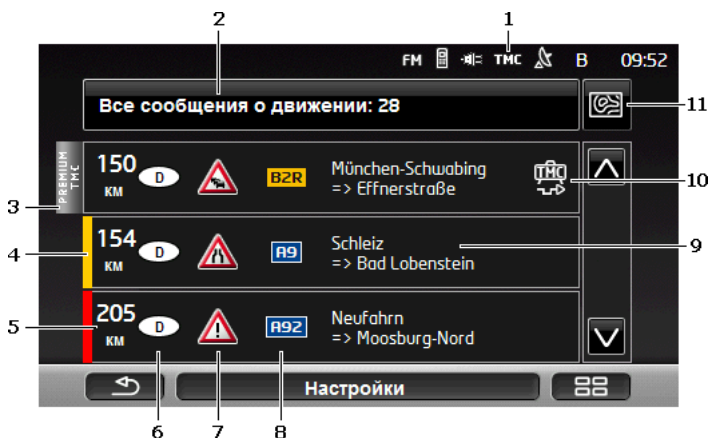 1
2
FM TMC B 09:52
Все сообщения о движении: 28
11
PREMIUM
TMC
150
км
D
B2R
München-Schwabing
=> Effnerstraße
TMC
10
3
154
км
D
A9
Schleiz
=> Bad Lobenstein
4
9
205
км
D
A92
Neufahrn
=> Moosburg-Nord
5
Настройки
6
7
8